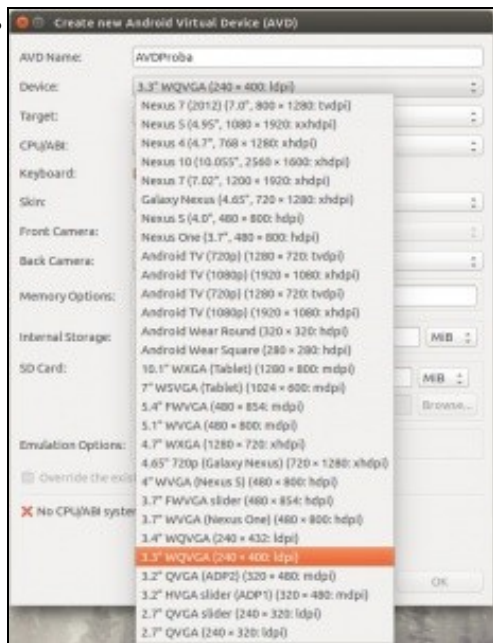 Create new Android Virtual Device (AVD)
AVD Name: AVDProba
Device: 3.3" WQVGA (240 × 400: ldpi)
Nexus 7 (2012) (7.0", 800 × 1280: tvdpi)
Target:
Nexus 5 (4.95", 1080 × 1920: xxhdpi)
Nexus 4 (4.7", 768 × 1280: xhdpi)
CPU/ABI:
Nexus 10 (10.055", 2560 × 1600: xhdpi)
Keyboard:
Nexus 7 (7.02", 1200 × 1920: xhdpi)
Skin:
Galaxy Nexus (4.65", 720 × 1280: xhdpi)
Nexus S (4.0", 480 × 800: hdpi)
Front Camera:
Nexus One (3.7", 480 × 800: hdpi)
Back Camera:
Android TV (720p) (1280 × 720: tvdpi)
Android TV (1080p) (1920 × 1080: xhdpi)
Memory Options:
Android TV (720p) (1280 × 720: tvdpi)
Android TV (1080p) (1920 × 1080: xhdpi)
Android Wear Round (320 × 320: hdpi)
Internal Storage: MiB
Android Wear Square (280 × 280: hdpi)
SD Card:
10.1" WXGA (Tablet) (1280 × 800: mdpi)
MiB
7" WSVGA (Tablet) (1024 × 600: mdpi)
5.4" FWVGA (480 × 854: mdpi)
Browse...
5.1" WVGA (480 × 800: mdpi)
Emulation Options:
4.7" WXGA (1280 × 720: xhdpi)
4.65" 720p (Galaxy Nexus) (720 × 1280: xhdpi)
Override the exis
4" WVGA (Nexus S) (480 × 800: hdpi)
3.7" FWVGA slider (480 × 854: hdpi)
No CPU/ABI syster
3.7" WVGA (Nexus One) (480 × 800: hdpi)
3.4" WQVGA (240 × 432: ldpi)
3.3" WQVGA (240 × 400: ldpi)
3.2" QVGA (ADP2) (320 × 480: mdpi)
OK
3.2" HVGA slider (ADP1) (320 × 480: mdpi)
2.7" QVGA slider (240 × 320: ldpi)
2.7" QVGA (240 × 320: ldpi)